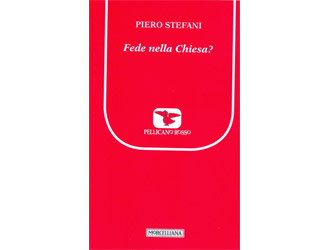 PIERO STEFANI
Fede nella Chiesa?
PELLICANO ROSSO
MORCELLIANA